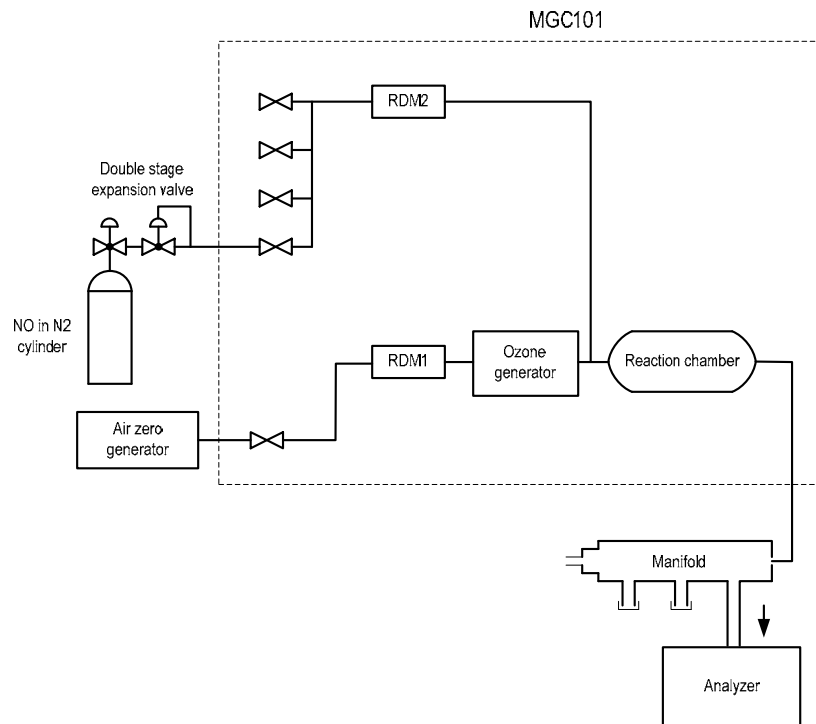 MGC101
RDM2
Double stage
expansion valve
NO in N2
cylinder
RDM1
Ozone
generator
Reaction chamber
Air zero
generator
Manifold
Analyzer